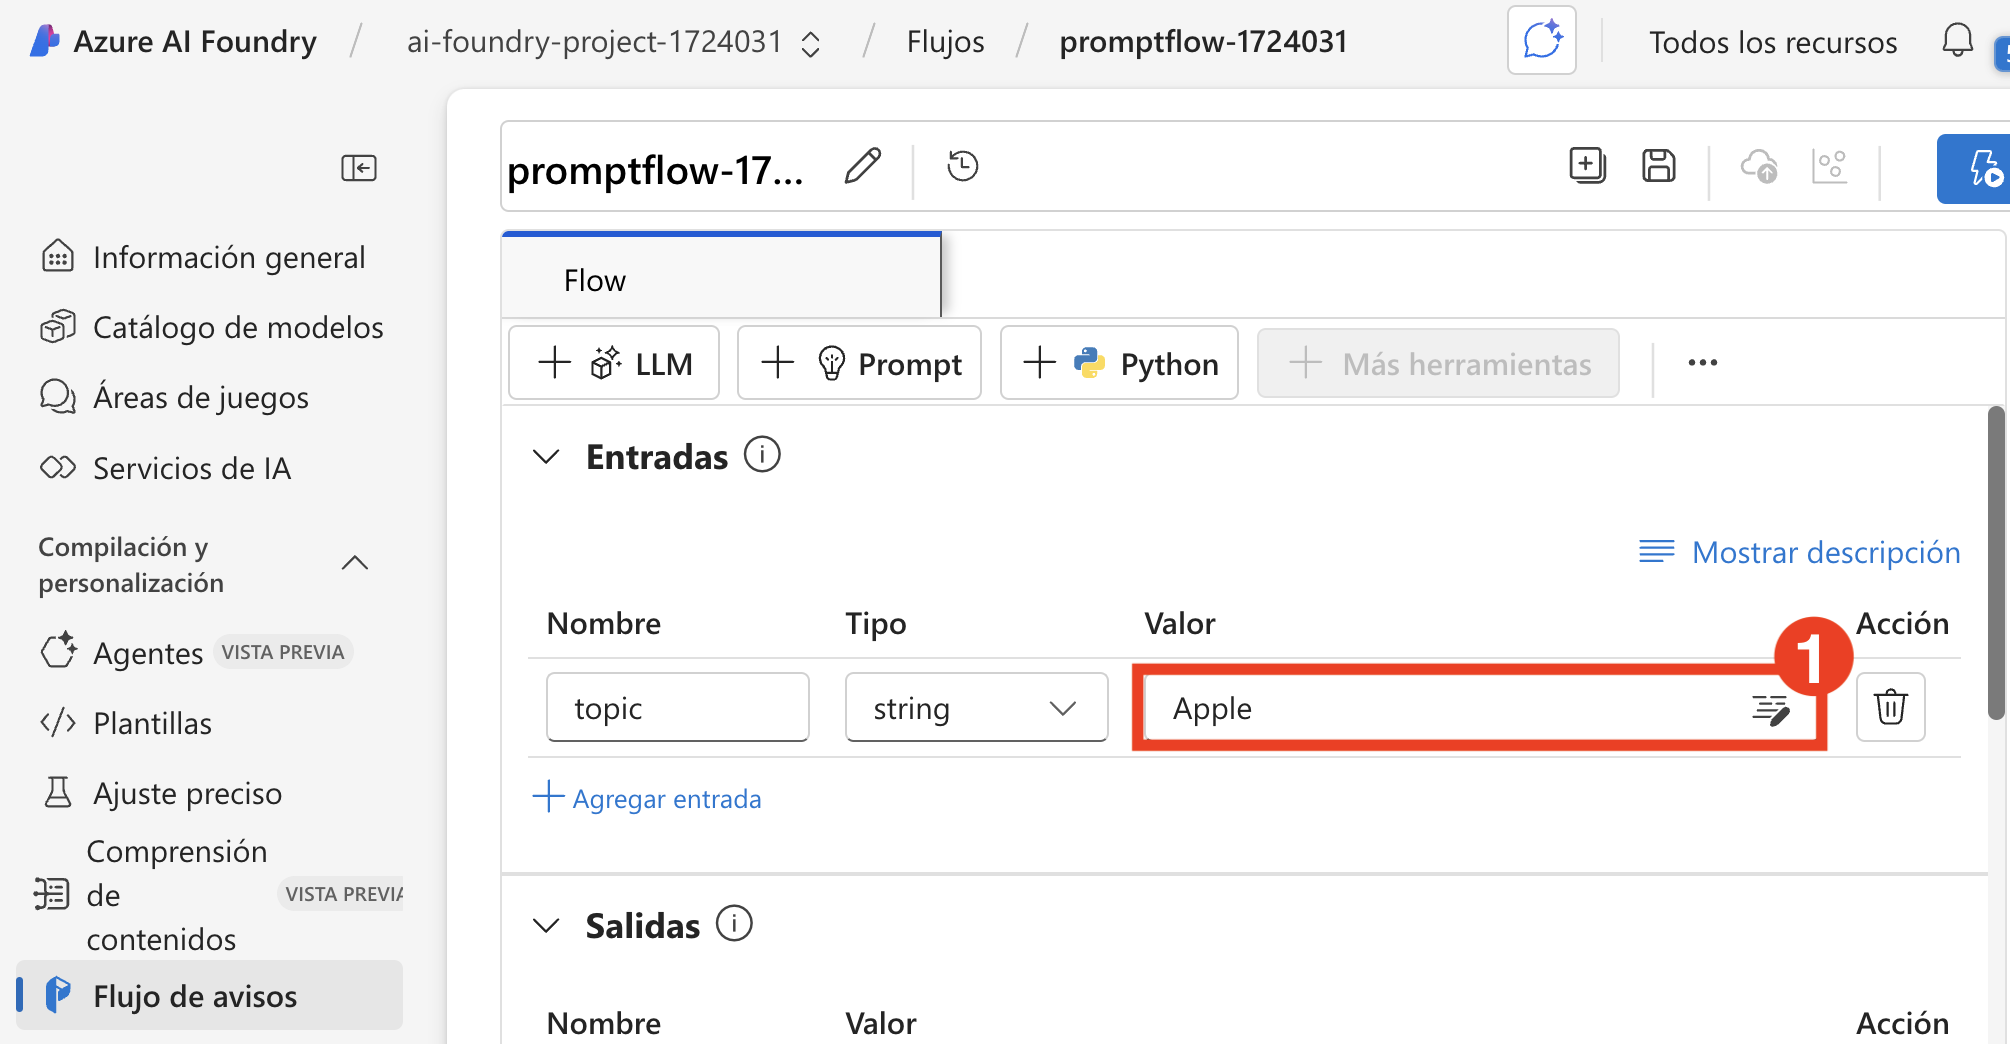 Azure AI Foundry / ai-foundry-project-1724031 / Flujos / promptflow-1724031 Todos los recursos
promptflow-17...
Información general
Catálogo de modelos
Áreas de juegos
Servicios de IA
Compilación y
personalización
Agentes VISTA PREVIA
Plantillas
Ajuste preciso
Comprensión
de
contenidos
VISTA PREVIA
Flujo de avisos
Flow
LLM Prompt Python Más herramientas
Entradas
Mostrar descripción
Nombre Tipo Valor Acción
1
topic string Apple
Agregar entrada
Salidas
Nombre Valor Acción